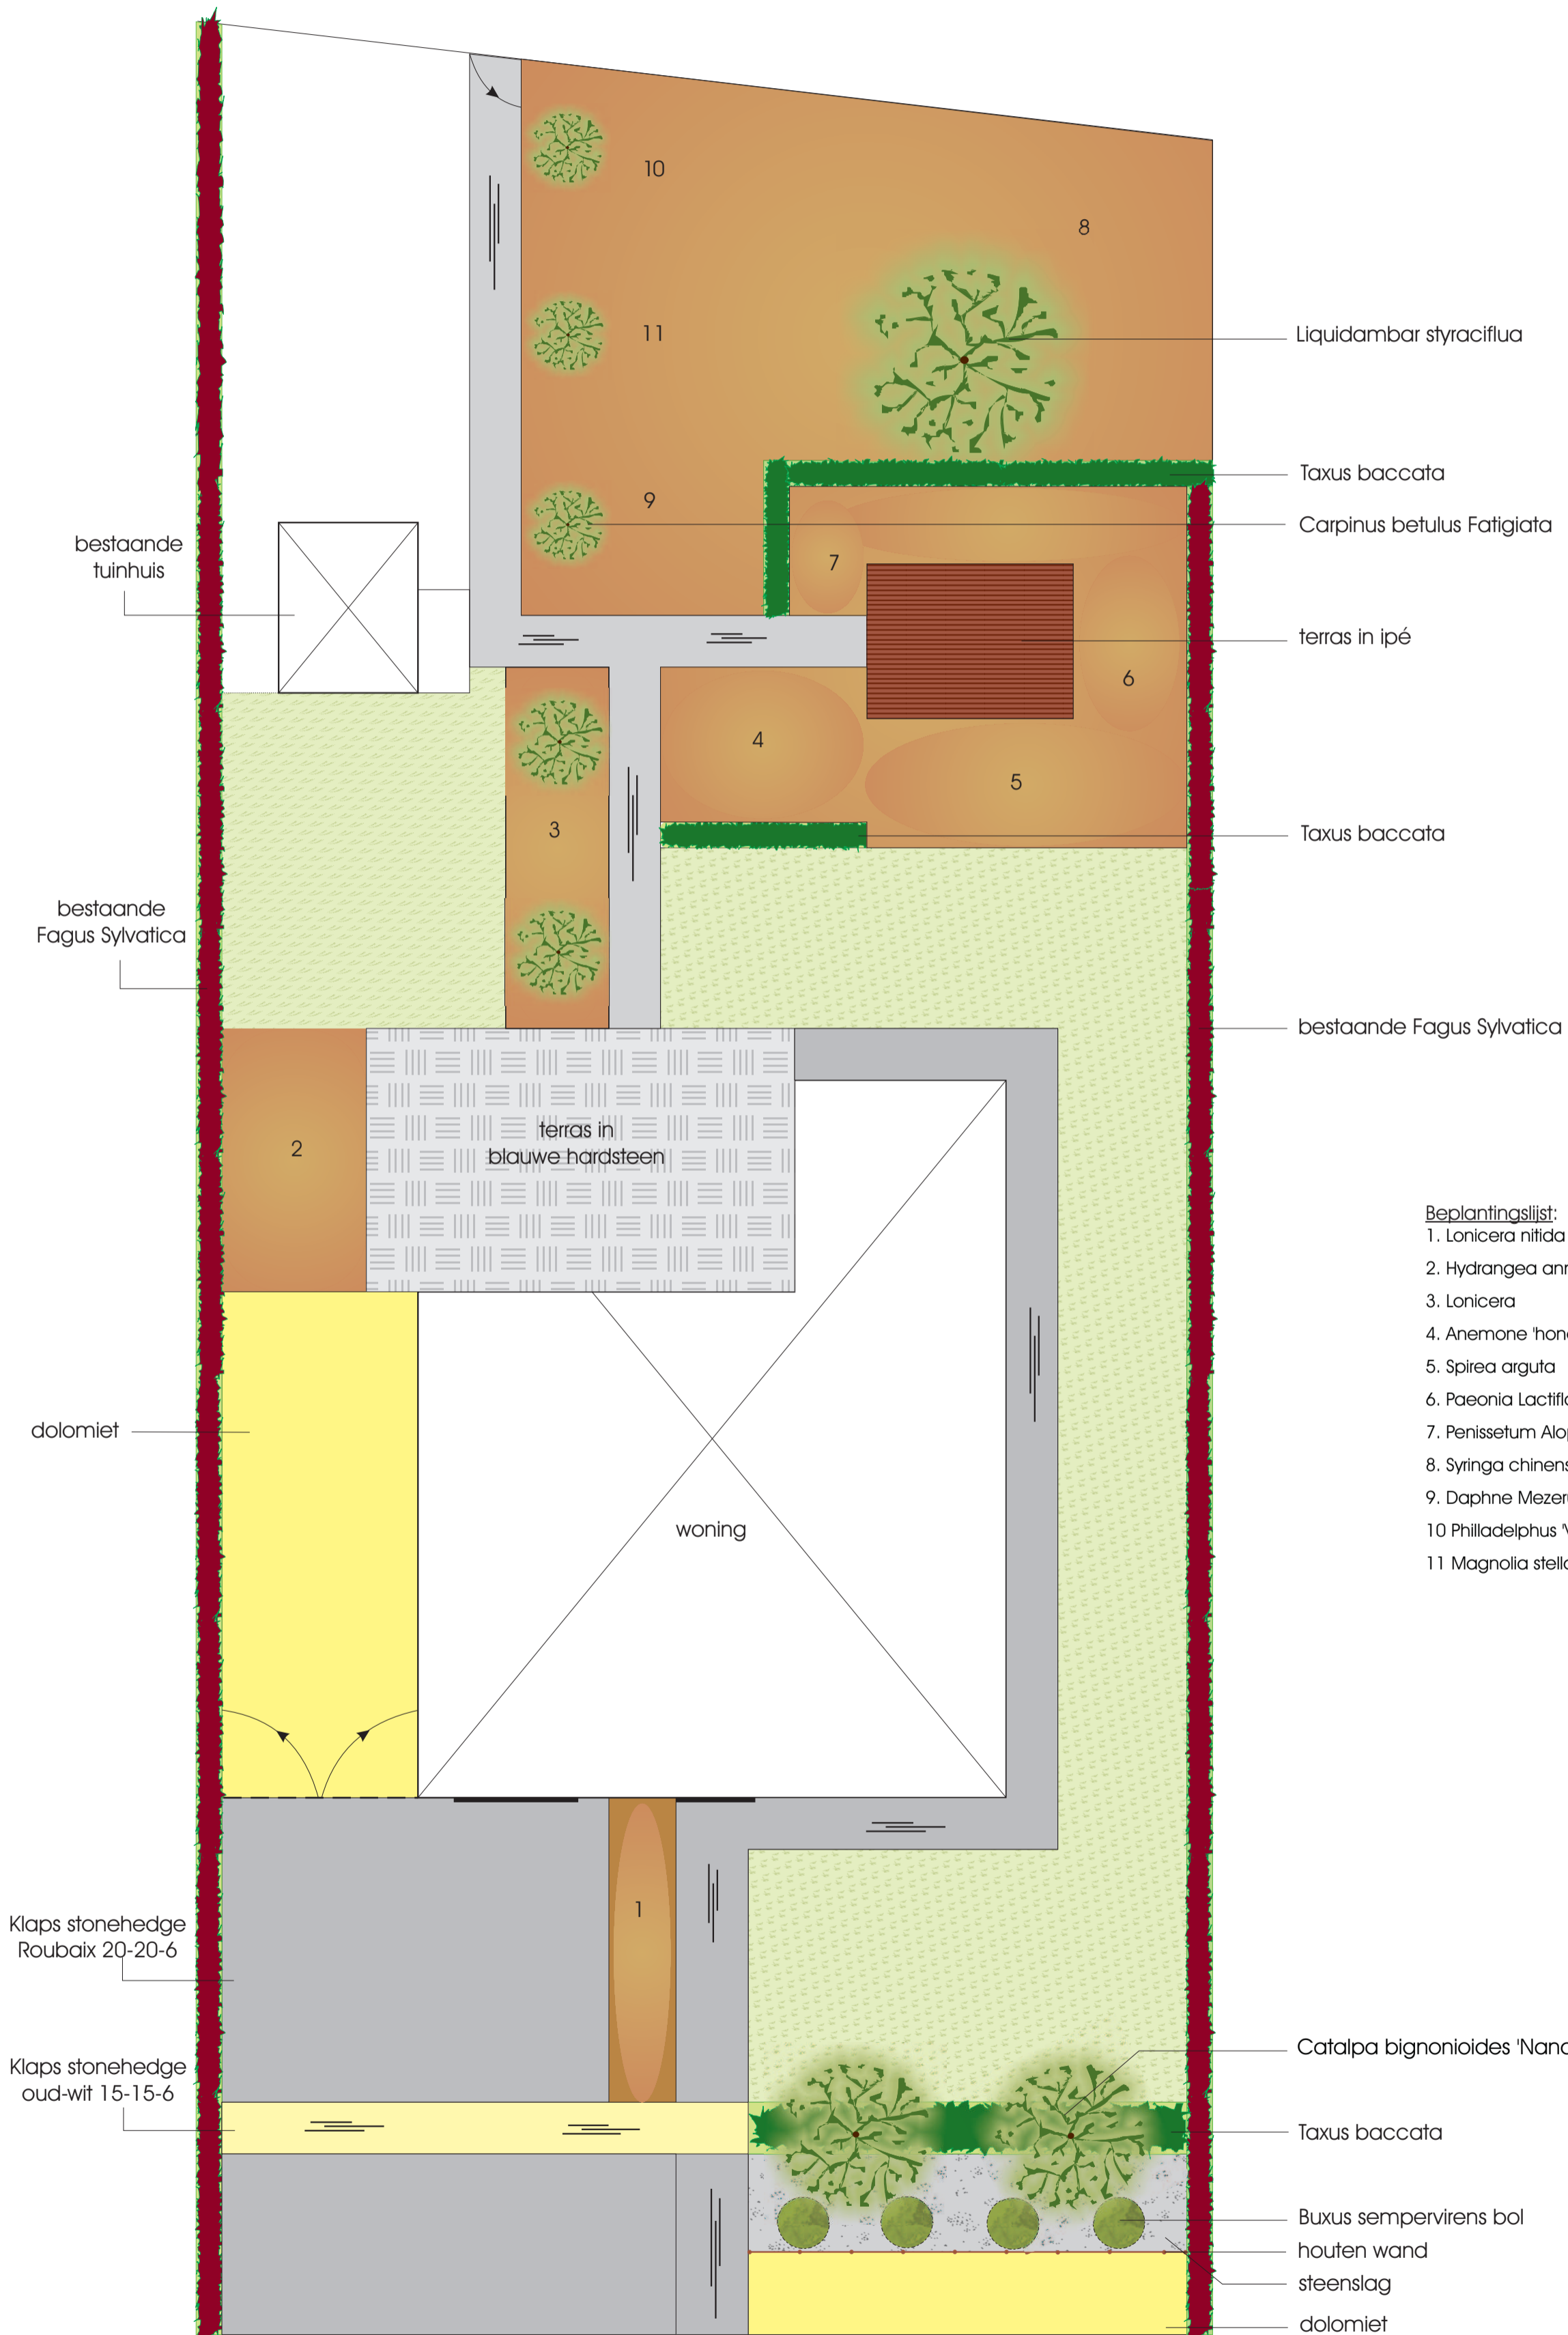 10
8
11
Liquidambar styraciflua
Taxus baccata
9
Carpinus betulus Fatigiata
bestaande
tuinhuis
7
terras in ipé
6
4
5
3
Taxus baccata
bestaande
Fagus Sylvatica
bestaande Fagus Sylvatica
terras in
blauwe hardsteen
2
Beplantingslijst:
1. Lonicera nitida
2. Hydrangea
3. Lonicera
4. Anemone
5. Spirea arguta
6. Paeonia
7. Penissetum
8. Syringa
9. Daphne
10 Philladelphus
11 Magnolia
dolomiet
woning
1
Klaps stonehedge
Roubaix 20-20-6
Klaps stonehedge
oud-wit 15-15-6
Catalpa bignonioides
Taxus baccata
Buxus sempervirens bol
houten wand
steenslag
dolomiet